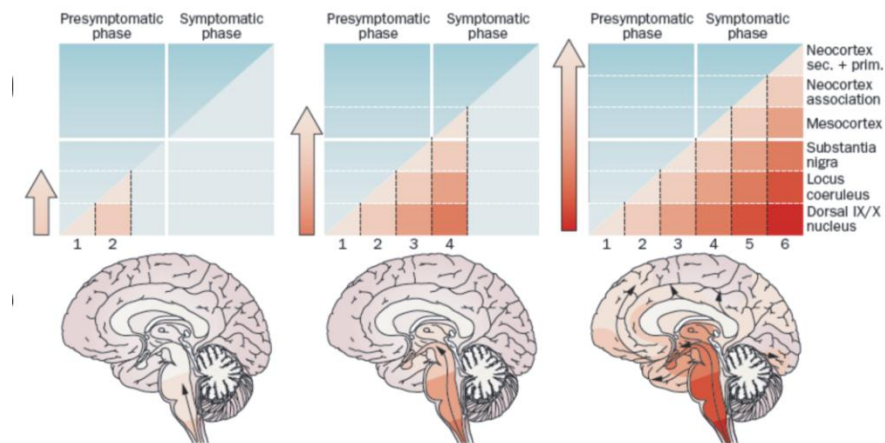 Presymptomatic phase
Symptomatic phase
1 2
Presymptomatic phase
Symptomatic phase
1 2 3 4
Presymptomatic phase
Symptomatic phase
Neocortex sec. + prim.
Neocortex association
Mesocortex
Substantia nigra
Locus coeruleus
Dorsal IX/X nucleus
1 2 3 4 5 6